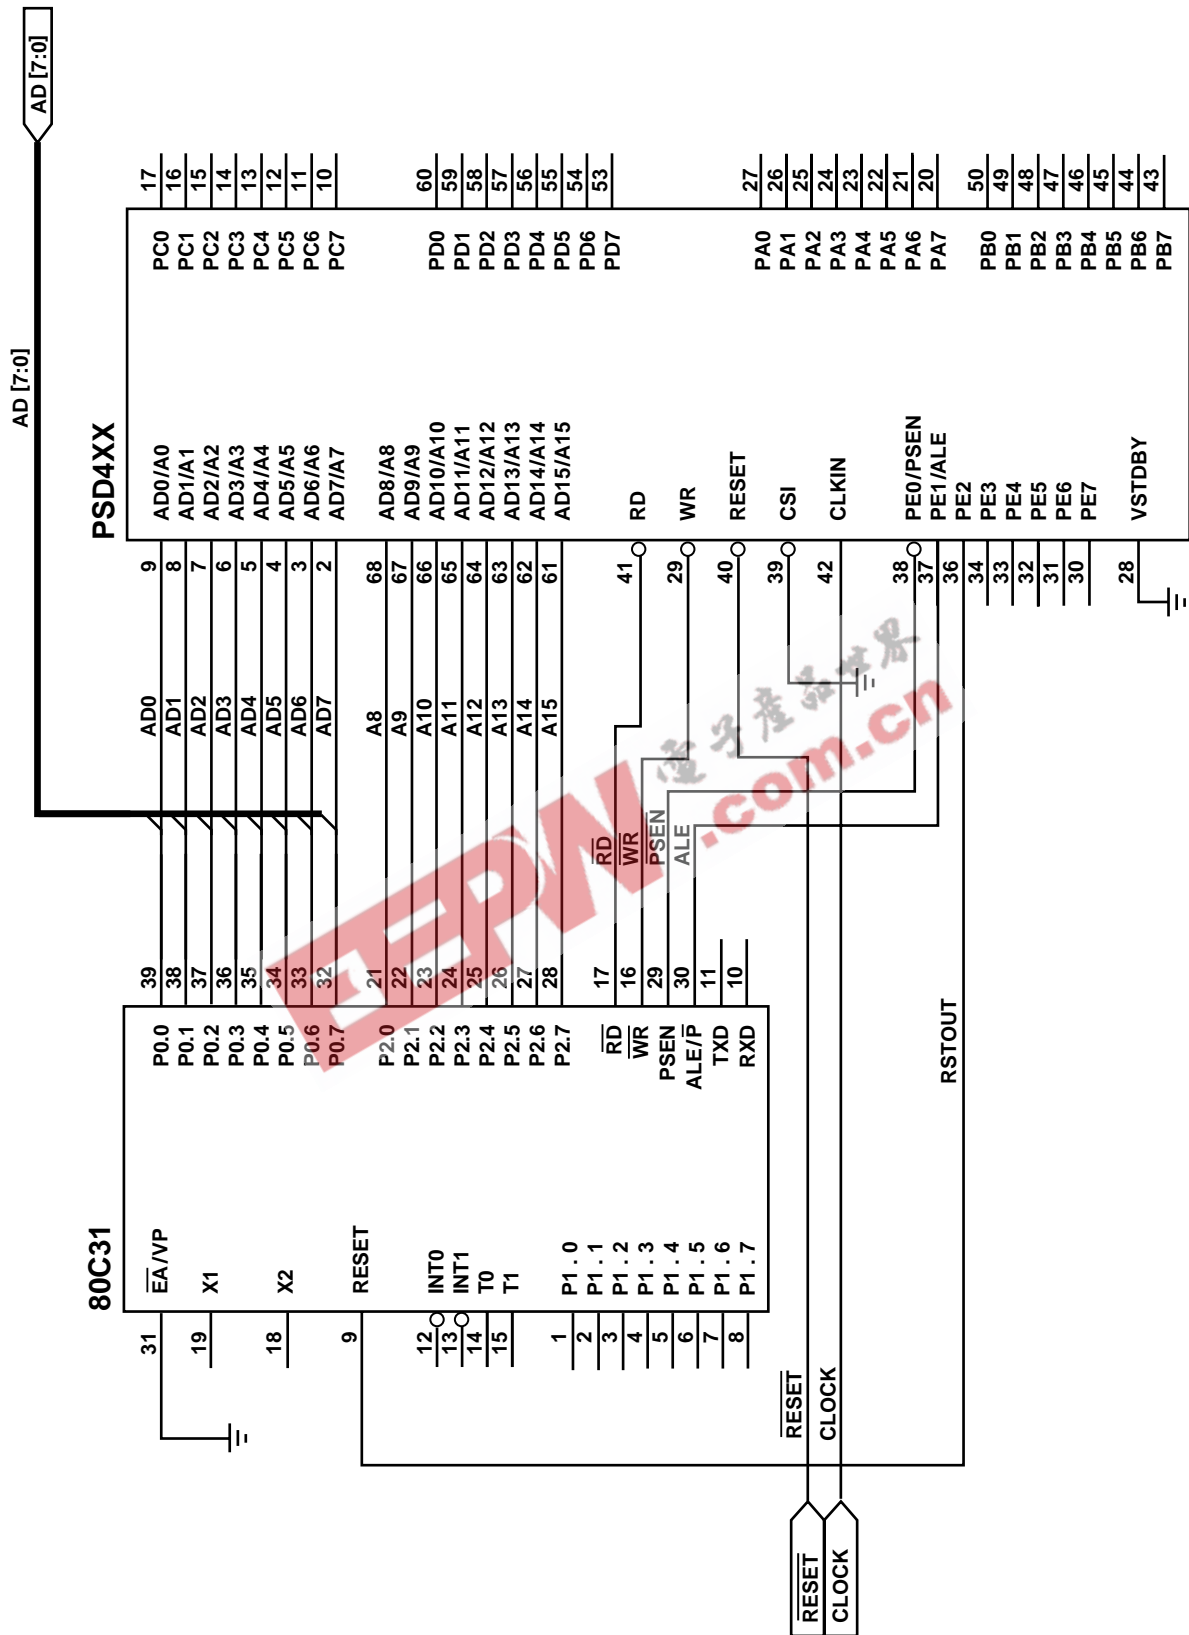 AD [7:0]
AD [7:0]
80C31
PSD4XX
31 EA/VP
19 X1
18 X2
9 RESET
12 INT0
13 INT1
14 T0
15 T1
1 P1.0
2 P1.1
3 P1.2
4 P1.3
5 P1.4
6 P1.5
7 P1.6
8 P1.7
P0.0 39 AD0 9 AD0/A0
P0.1 38 AD1 8 AD1/A1
P0.2 37 AD2 7 AD2/A2
P0.3 36 AD3 6 AD3/A3
P0.4 35 AD4 5 AD4/A4
P0.5 34 AD5 4 AD5/A5
P0.6 33 AD6 3 AD6/A6
P0.7 32 AD7 2 AD7/A7
P2.0 21 A8 68 AD8/A8
P2.1 22 A9 67 AD9/A9
P2.2 23 A10 66 AD10/A10
P2.3 24 A11 65 AD11/A11
P2.4 25 A12 64 AD12/A12
P2.5 26 A13 63 AD13/A13
P2.6 27 A14 62 AD14/A14
P2.7 28 A15 61 AD15/A15
RD 17 RD 41 RD
WR 16 WR 29 WR
PSEN 29 PSEN
ALE/P 30 ALE
TXD 11
RXD 10
40 RESET
39 CSI
42 CLKIN
38 PE0/PSEN
37 PE1/ALE
36 PE2
34 PE3
33 PE4
32 PE5
31 PE6
30 PE7
28 VSTDBY
PC0 17
PC1 16
PC2 15
PC3 14
PC4 13
PC5 12
PC6 11
PC7 10
PD0 60
PD1 59
PD2 58
PD3 57
PD4 56
PD5 55
PD6 54
PD7 53
PA0 27
PA1 26
PA2 25
PA3 24
PA4 23
PA5 22
PA6 21
PA7 20
PB0 50
PB1 49
PB2 48
PB3 47
PB4 46
PB5 45
PB6 44
PB7 43
RESET RESET
CLOCK CLOCK
RSTOUT
EEPW
電子產品世界
.com.cn